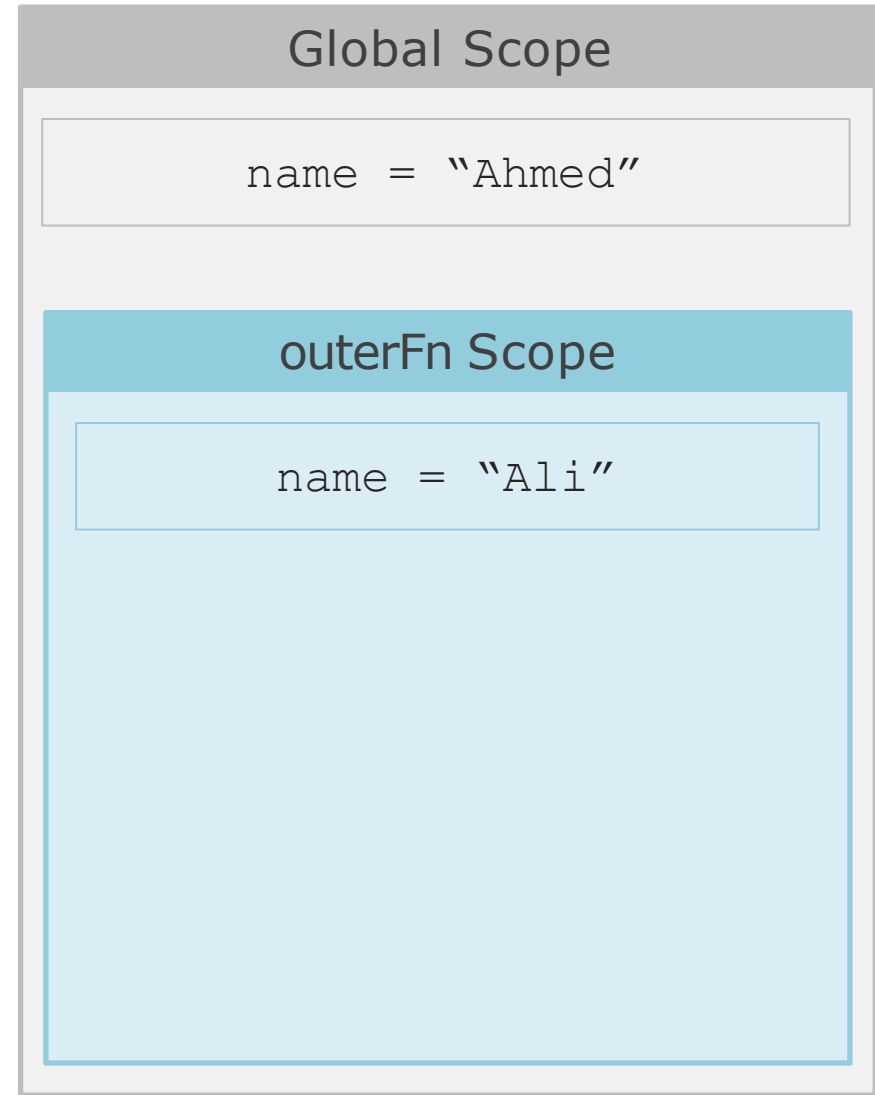 Global Scope
name = “Ahmed”
outerFn Scope
name = “Ali”